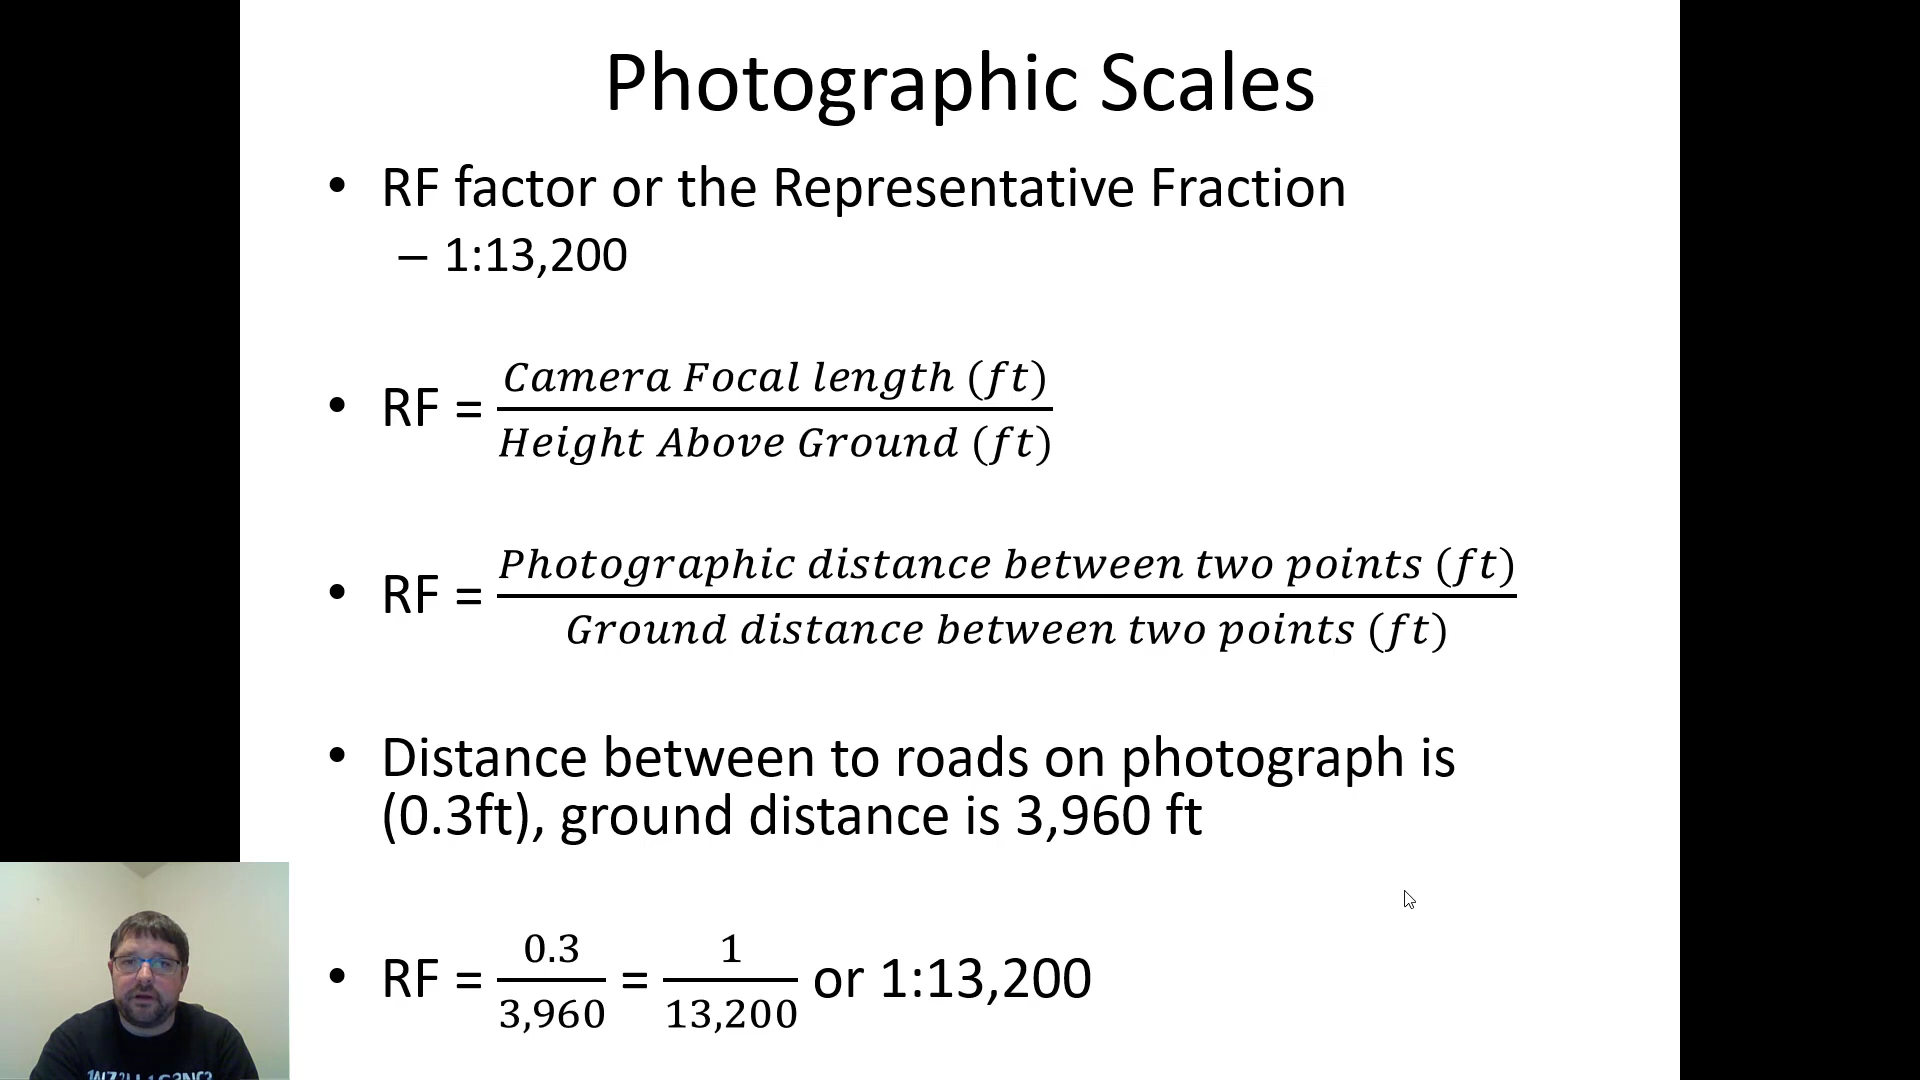 Photographic Scales
• RF factor or the Representative Fraction
– 1:13,200
• RF = Camera Focal length (ft)
Height Above Ground (ft)
• RF = Photographic distance between two points (ft)
Ground distance between two points (ft)
• Distance between to roads on photograph is
(0.3ft), ground distance is 3,960 ft
• RF = 0.3/3,960 = 1/13,200 or 1:13,200